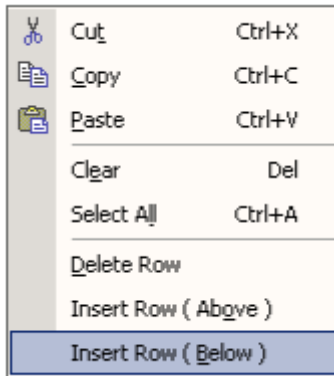 Cut Ctrl+X
Copy Ctrl+C
Paste Ctrl+V
Clear Del
Select All Ctrl+A
Delete Row
Insert Row ( Above )
Insert Row ( Below )